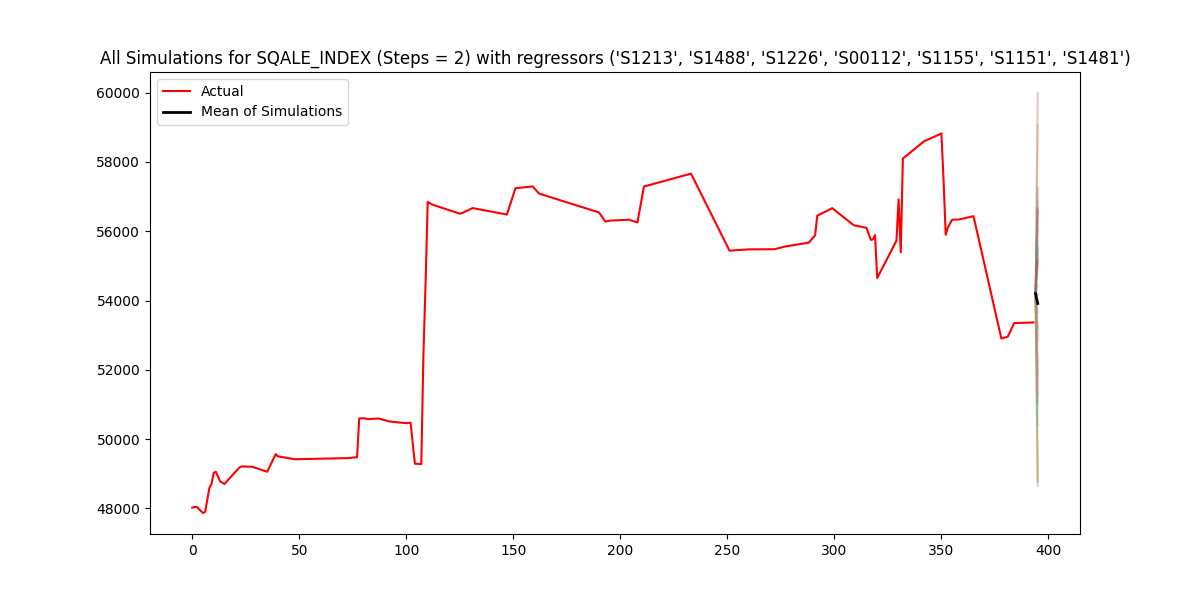 All Simulations for SQALE_INDEX (Steps = 2) with regressors ('S1213', 'S1488', 'S1226', 'S00112', 'S1155', 'S1151', 'S1481')
Actual
Mean of Simulations
60000
58000
56000
54000
52000
50000
48000
0 50 100 150 200 250 300 350 400